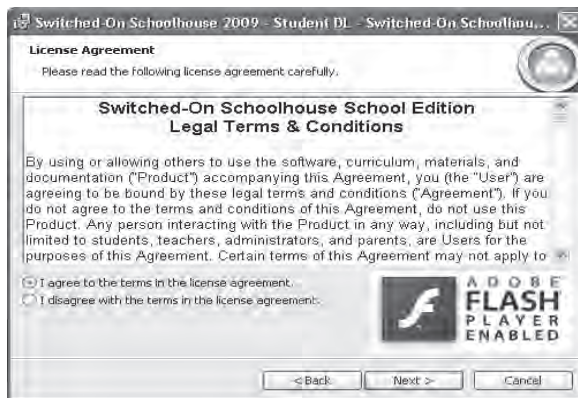 Switched-On Schoolhouse 2009 - Student DL - Switched-On Schoolhou...
License Agreement
Please read the following license agreement carefully.
Switched-On Schoolhouse School Edition
Legal Terms & Conditions
By using or allowing others to use the software, curriculum, materials, and
documentation ("Product") accompanying this Agreement, you (the "User") are
agreeing to be bound by these legal terms and conditions ("Agreement"). If you
do not agree to the terms and conditions of this Agreement, do not use this
Product. Any person interacting with the Product in any way, including but not
limited to students, teachers, administrators, and parents, are Users for the
purposes of this Agreement. Certain terms of this Agreement may not apply to
I agree to the terms in the license agreement.
I disagree with the terms in the license agreement.
ADOBE
FLASH
PLAYER
ENABLED
< Back
Next >
Cancel